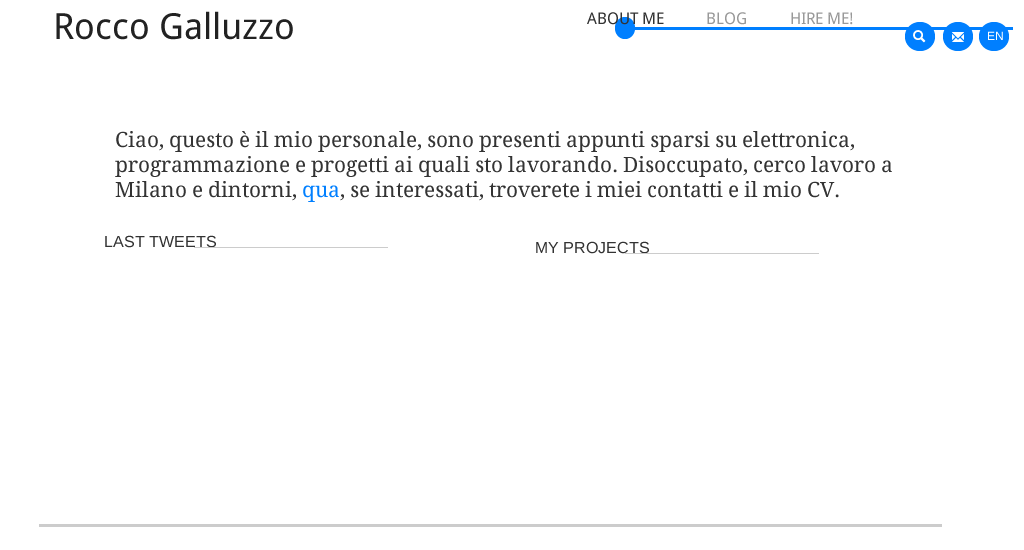 Rocco Galluzzo
ABOUT ME BLOG HIRE ME!
EN
Ciao, questo è il mio personale, sono presenti appunti sparsi su elettronica,
programmazione e progetti ai quali sto lavorando. Disoccupato, cerco lavoro a
Milano e dintorni, qua, se interessati, troverete i miei contatti e il mio CV.
LAST TWEETS
MY PROJECTS